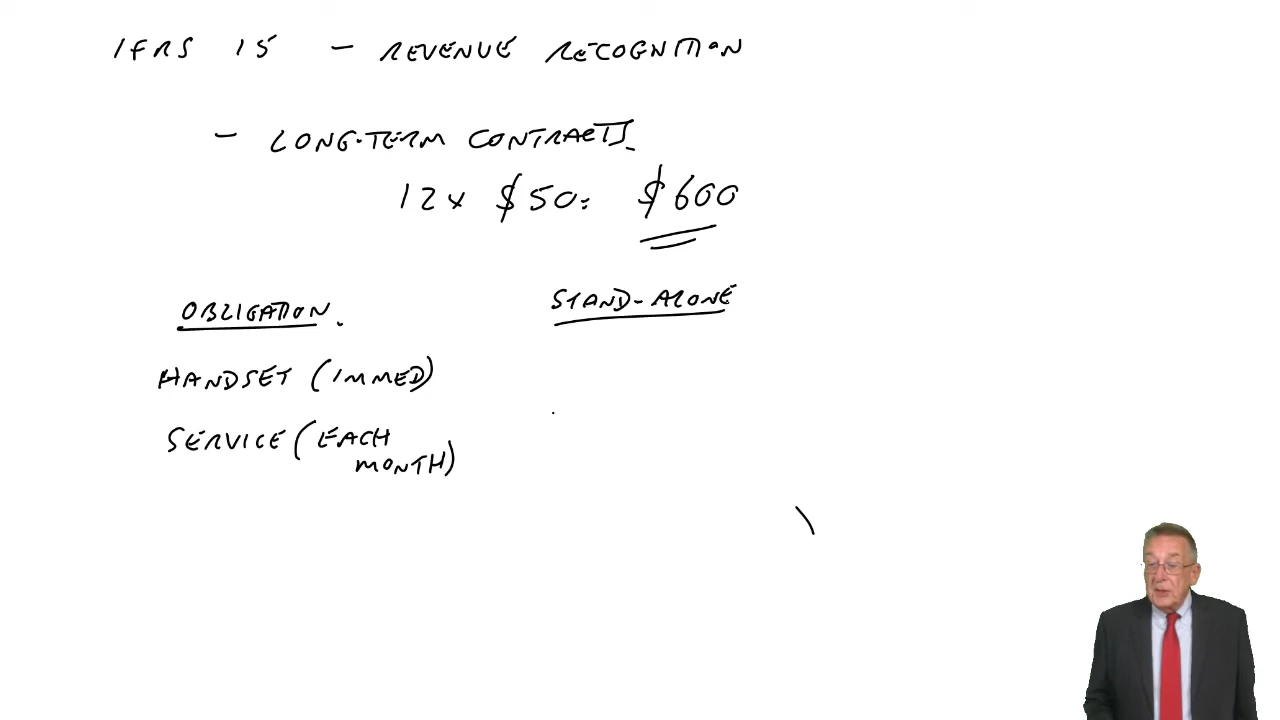 IFRS 15 - REVENUE RECOGNITION
- LONG-TERM CONTRACTS.
12 x $50 = $600
OBLIGATION. STAND-ALONE
HANDSET (IMMED)
SERVICE (EACH
MONTH)